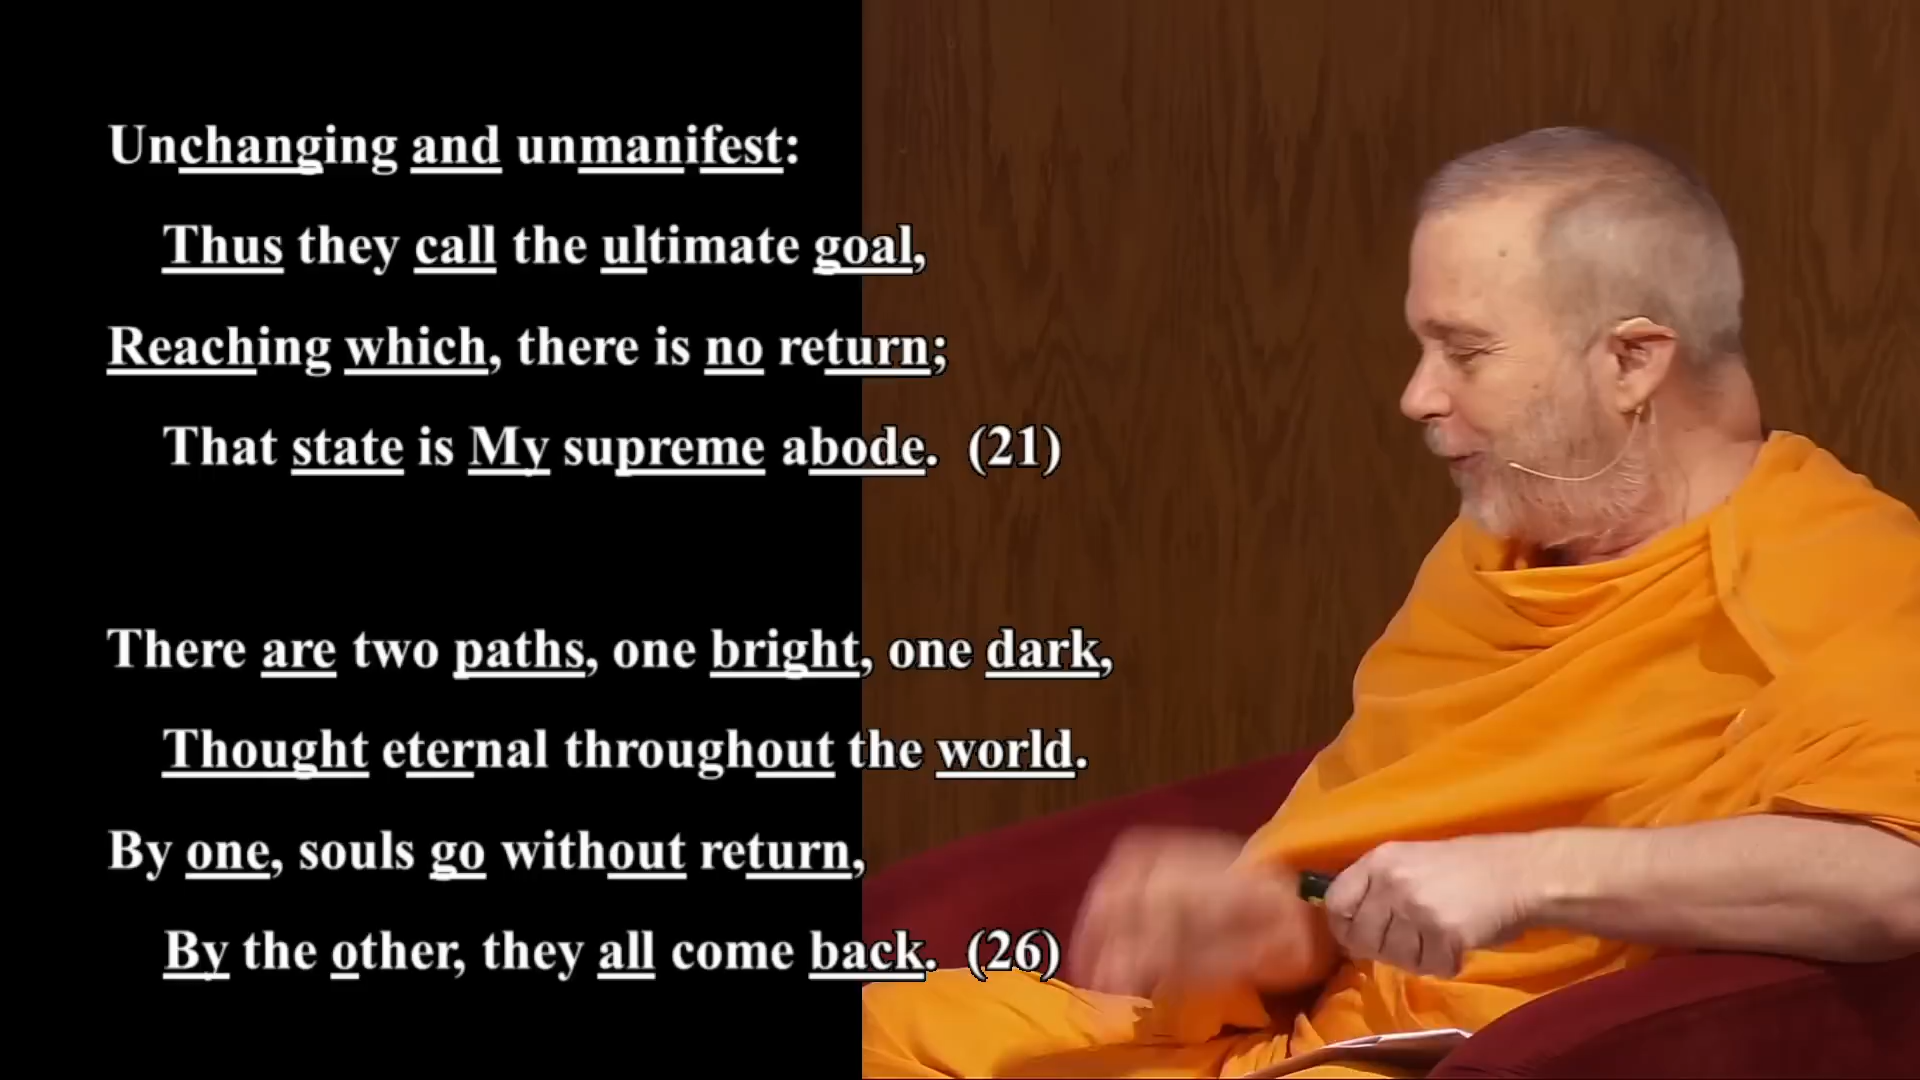 Unchanging and unmanifest:
Thus they call the ultimate goal,
Reaching which, there is no return;
That state is My supreme abode. (21)
There are two paths, one bright, one dark,
Thought eternal throughout the world.
By one, souls go without return,
By the other, they all come back. (26)